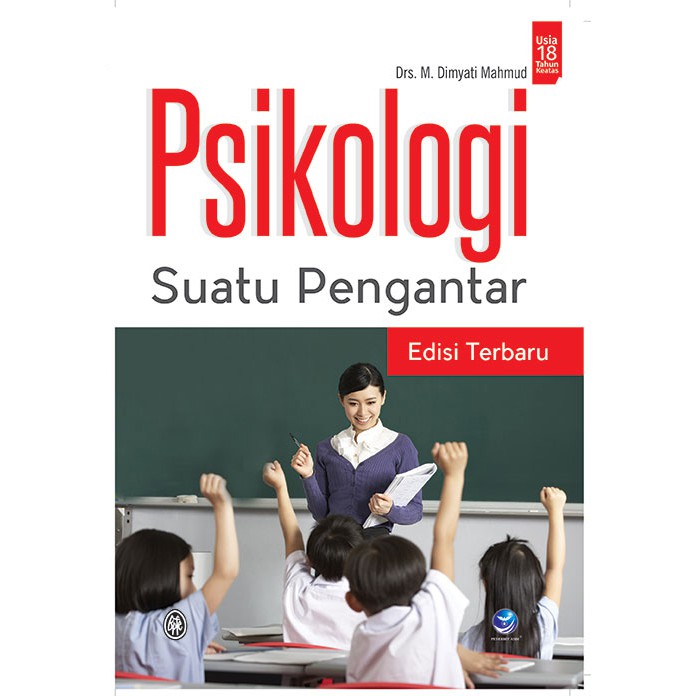 Usia
18
Tahun
Keatas
Drs. M. Dimyati Mahmud
Psikologi
Suatu Pengantar
Edisi Terbaru